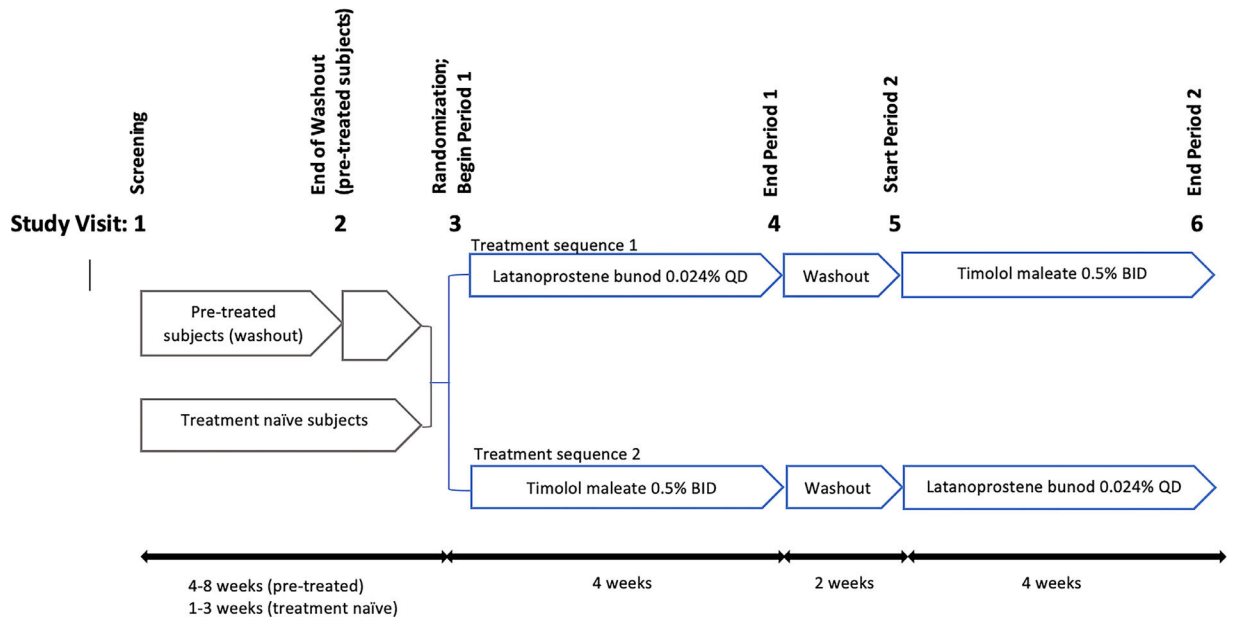 Screening
End of Washout
(pre-treated subjects)
Randomization;
Begin Period 1
End Period 1
Start Period 2
End Period 2
Study Visit: 1 2 3 4 5 6
Treatment sequence 1
Latanoprostene bunod 0.024% QD
Washout
Timolol maleate 0.5% BID
Pre-treated
subjects (washout)
Treatment naïve subjects
Treatment sequence 2
Timolol maleate 0.5% BID
Washout
Latanoprostene bunod 0.024% QD
4-8 weeks (pre-treated)
1-3 weeks (treatment naïve)
4 weeks
2 weeks
4 weeks